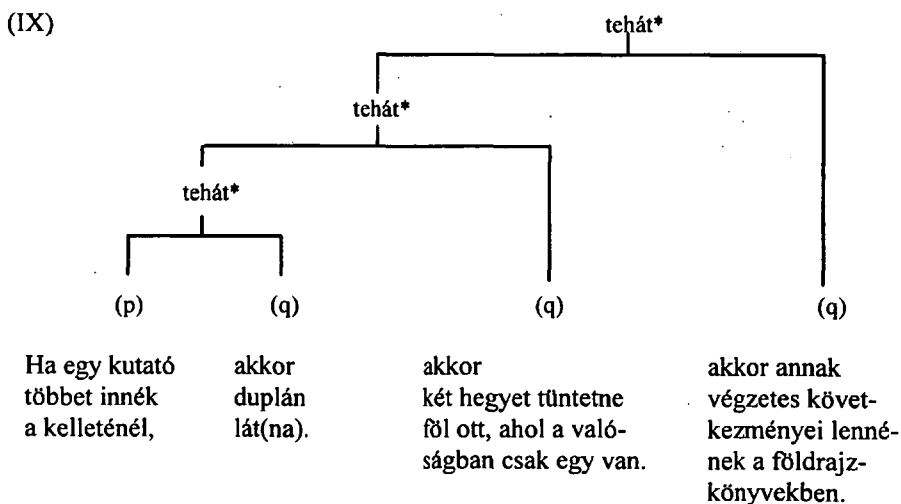 (IX)
tehát*
tehát*
tehát*
(p)
(q)
(q)
(q)
Ha egy kutató
többet innék
a kelleténél,
akkor
duplán
lát(na).
akkor
két hegyet tüntetne
föl ott, ahol a való-
ságban csak egy van.
akkor annak
végzetes követ-
kezményei lenné-
nek a földrajz-
könyvekben.